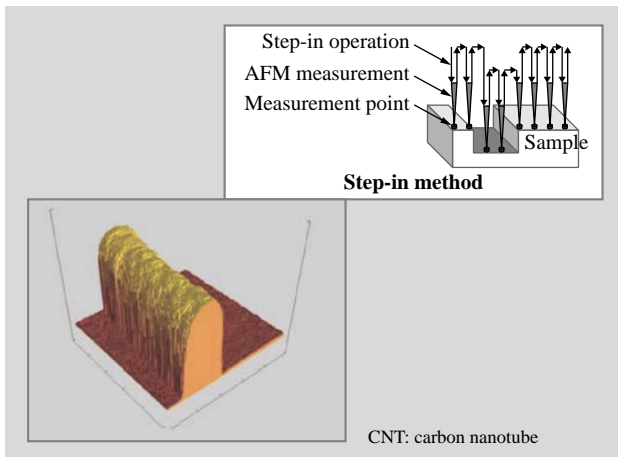 Step-in operation
AFM measurement
Measurement point
Sample
Step-in method
CNT: carbon nanotube